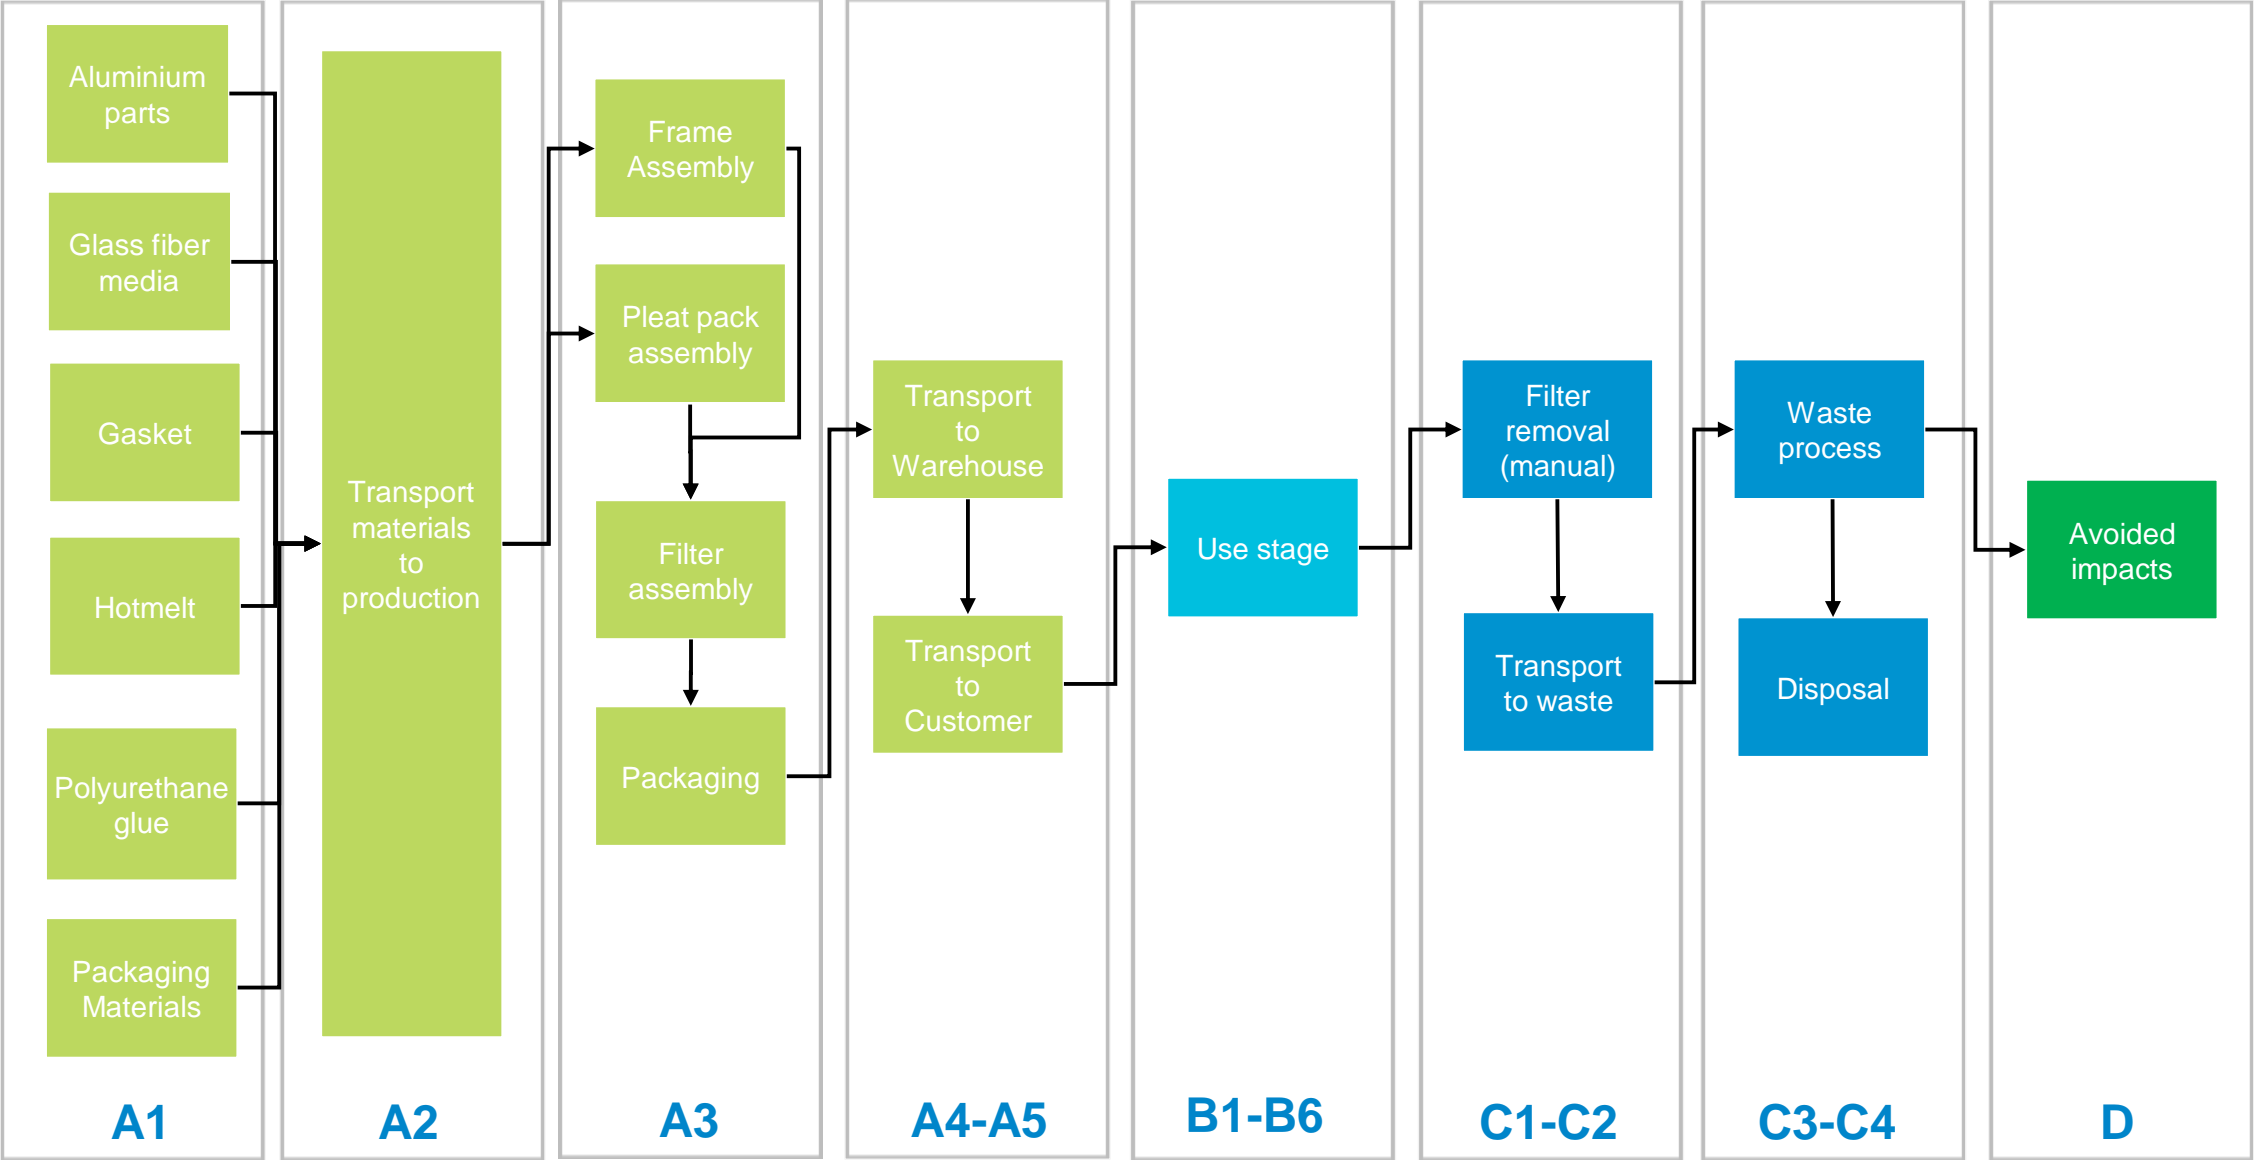 Aluminium
parts
Glass fiber
media
Gasket
Hotmelt
Polyurethane
glue
Packaging
Materials
A1
Transport
materials
to
production
A2
Frame
Assembly
Pleat pack
assembly
Filter
assembly
Packaging
A3
Transport
to
Warehouse
Transport
to
Customer
A4-A5
Use stage
B1-B6
Filter
removal
(manual)
Transport
to waste
C1-C2
Waste
process
Disposal
C3-C4
Avoided
impacts
D